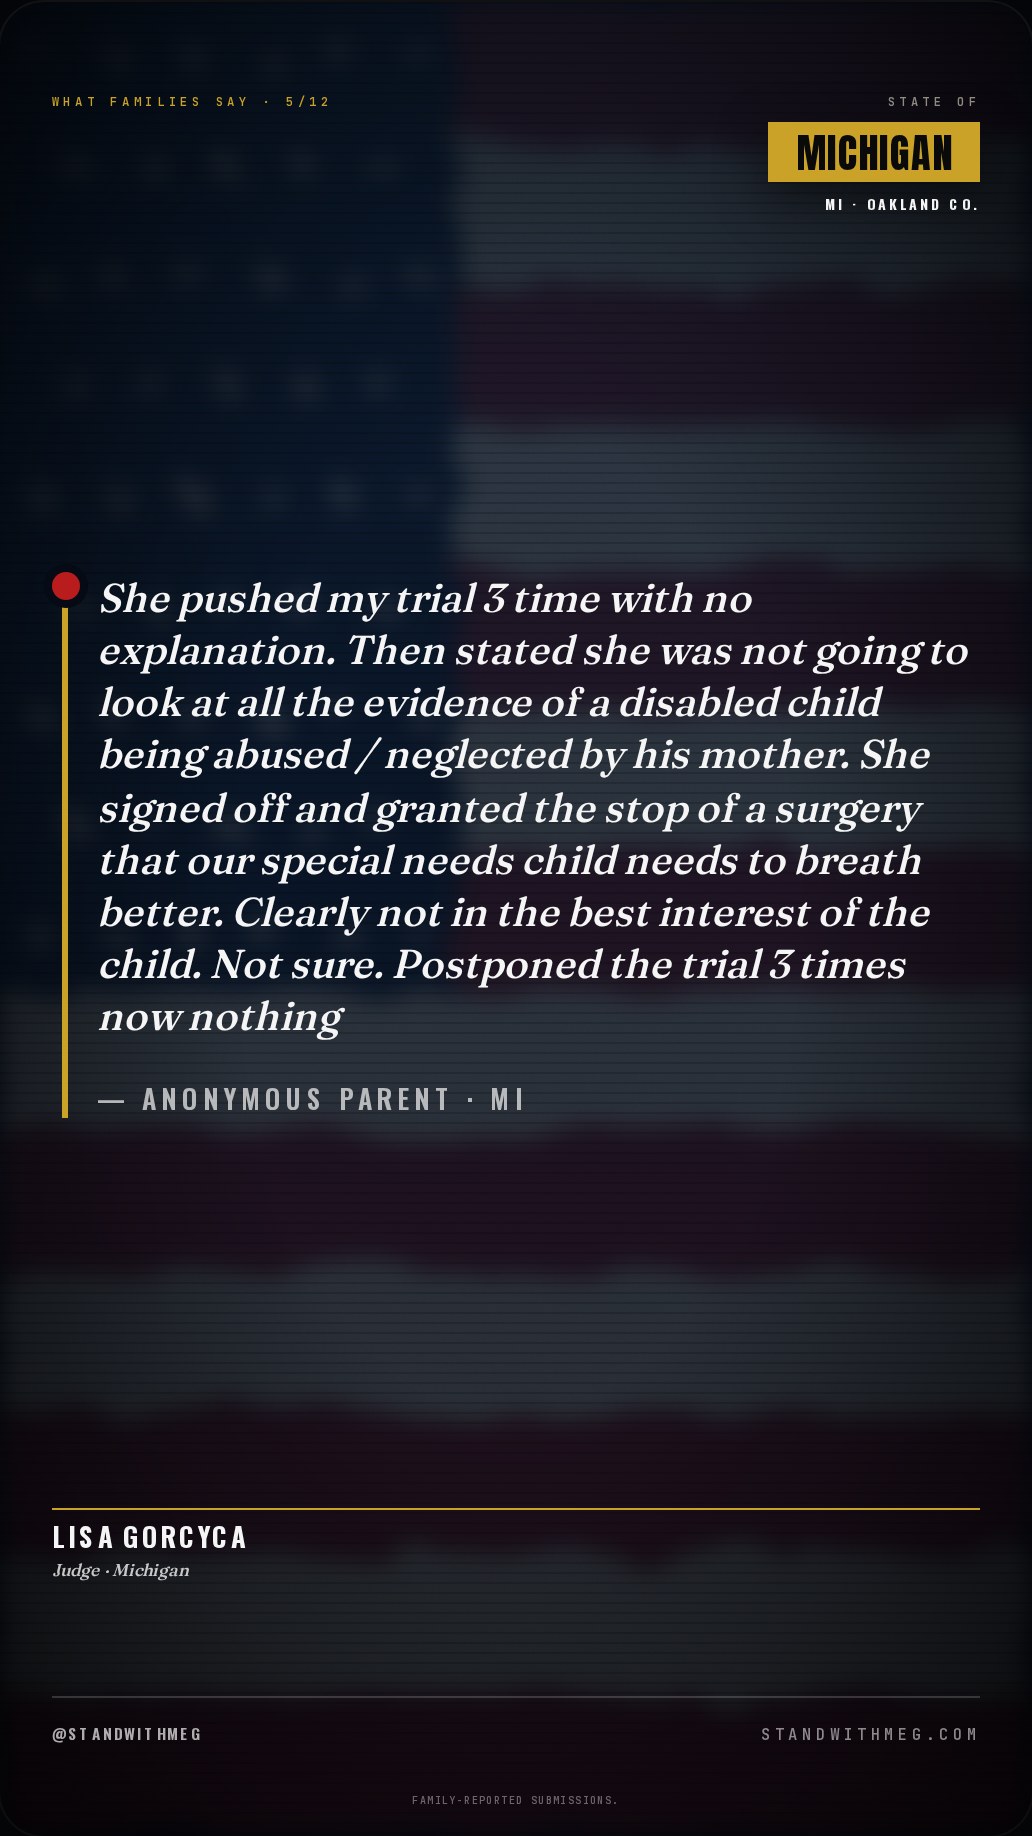 WHAT FAMILIES SAY · 5/12
STATE OF
MICHIGAN
MI · OAKLAND CO.
She pushed my trial 3 time with no
explanation. Then stated she was not going to
look at all the evidence of a disabled child
being abused / neglected by his mother. She
signed off and granted the stop of a surgery
that our special needs child needs to breath
better. Clearly not in the best interest of the
child. Not sure. Postponed the trial 3 times
now nothing
— ANONYMOUS PARENT · MI
LISA GORCYCA
Judge · Michigan
@STANDWITHMEG
STANDWITHMEG.COM
FAMILY-REPORTED SUBMISSIONS.